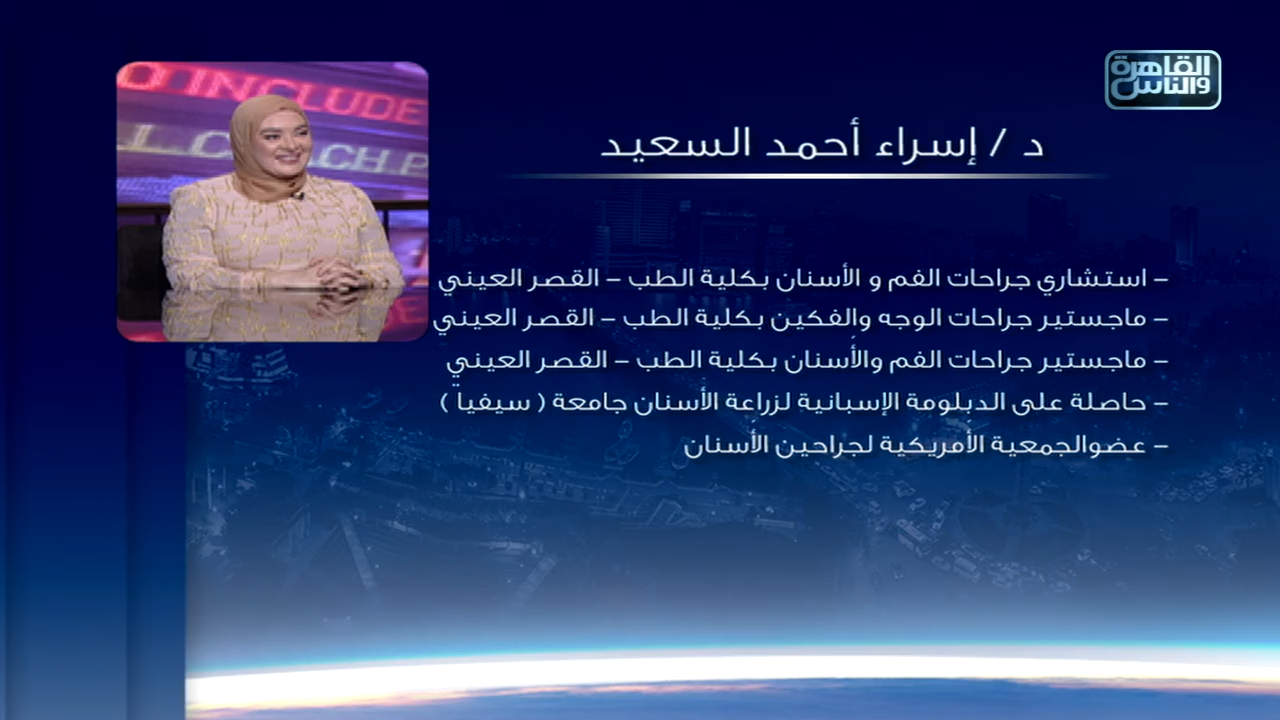 القاهرة
والناس
د / إسراء أحمد السعيد
- استشاري جراحات الفم و الأسنان بكلية الطب - القصر العيني
- ماجستير جراحات الوجه والفكين بكلية الطب - القصر العيني
- ماجستير جراحات الفم والأسنان بكلية الطب - القصر العيني
- حاصلة على الدبلومة الإسبانية لزراعة الأسنان جامعة ( سيفيا )
- عضوالجمعية الأمريكية لجراحين الأسنان
O INCLUDE